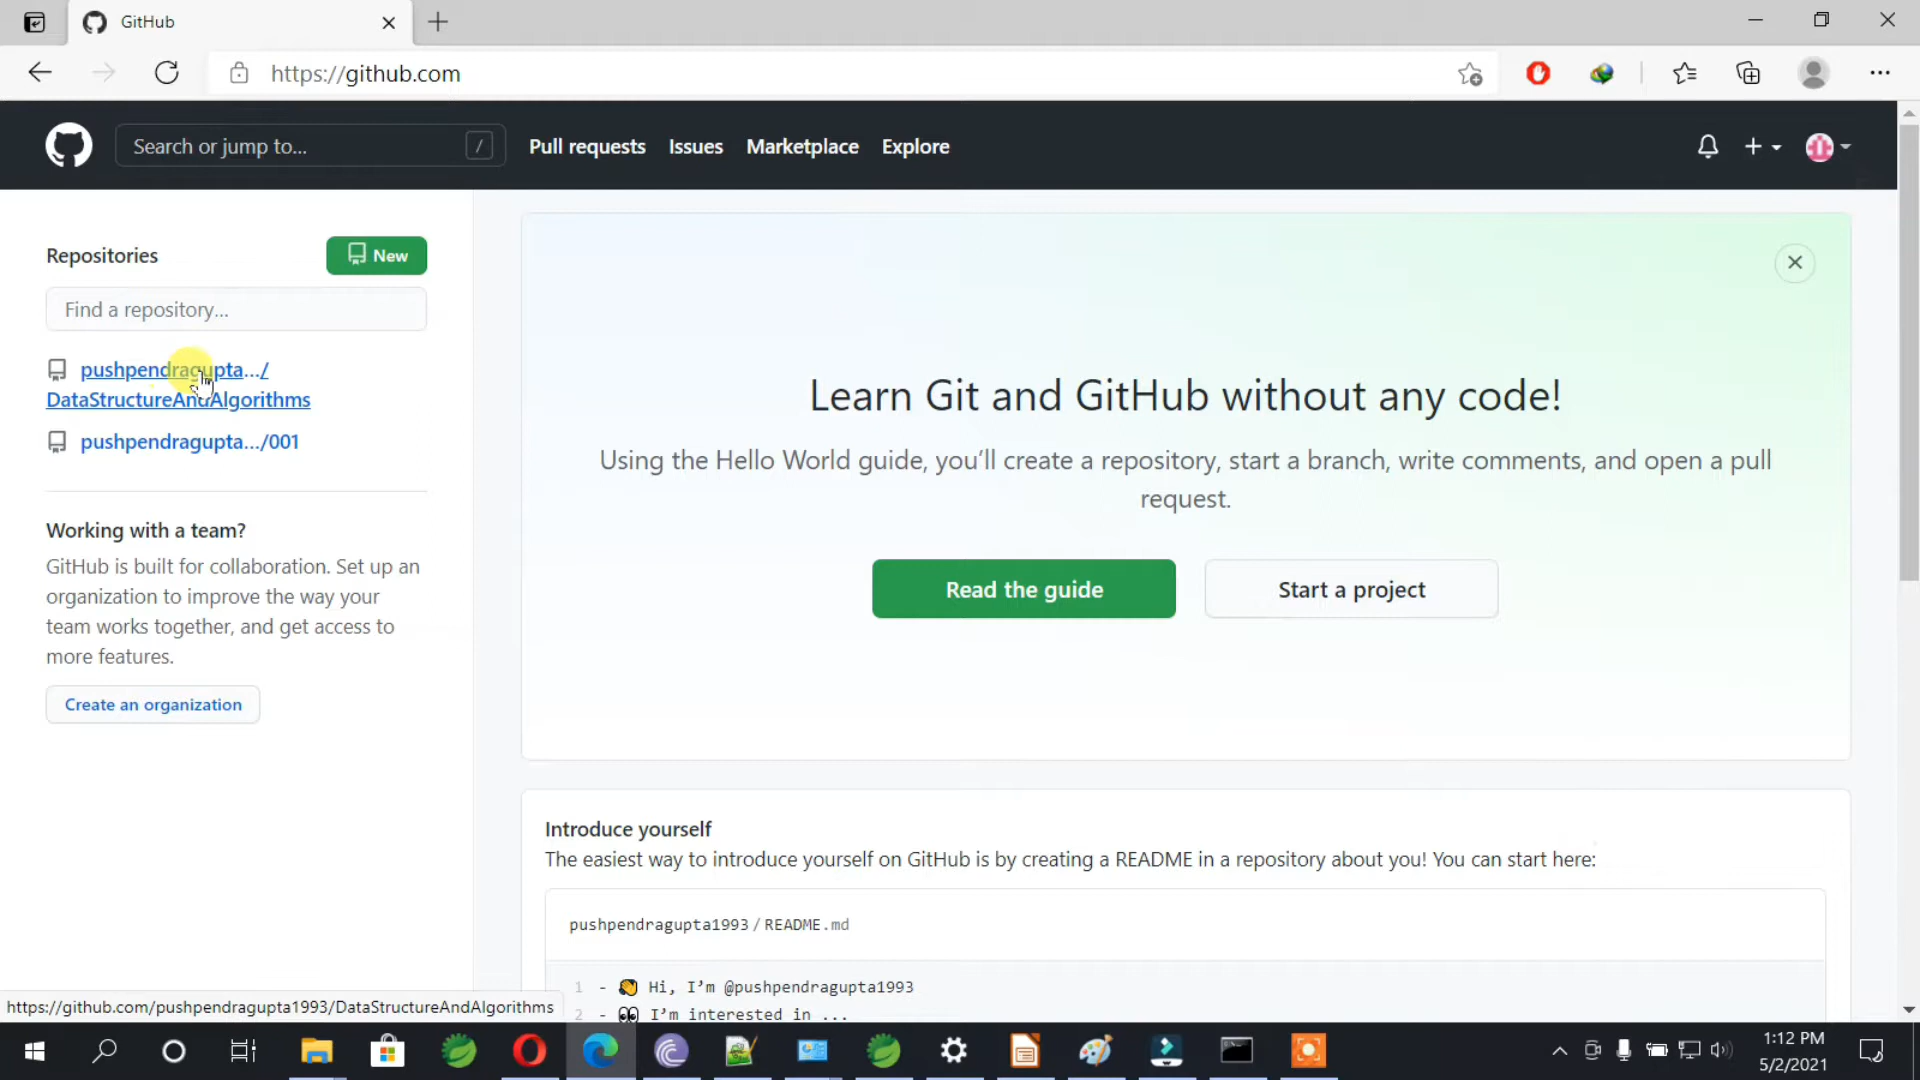 GitHub
https://github.com
Search or jump to...
/
Pull requests
Issues
Marketplace
Explore
Repositories
New
Find a repository...
pushpendragupta.../
DataStructureAndAlgorithms
pushpendragupta.../001
Working with a team?
GitHub is built for collaboration. Set up an
organization to improve the way your
team works together, and get access to
more features.
Create an organization
Learn Git and GitHub without any code!
Using the Hello World guide, you’ll create a repository, start a branch, write comments, and open a pull
request.
Read the guide
Start a project
Introduce yourself
The easiest way to introduce yourself on GitHub is by creating a README in a repository about you! You can start here:
pushpendragupta1993 / README.md
1 - 👋 Hi, I’m @pushpendragupta1993
2 - 👀 I’m interested in ...
https://github.com/pushpendragupta1993/DataStructureAndAlgorithms
1:12 PM
5/2/2021